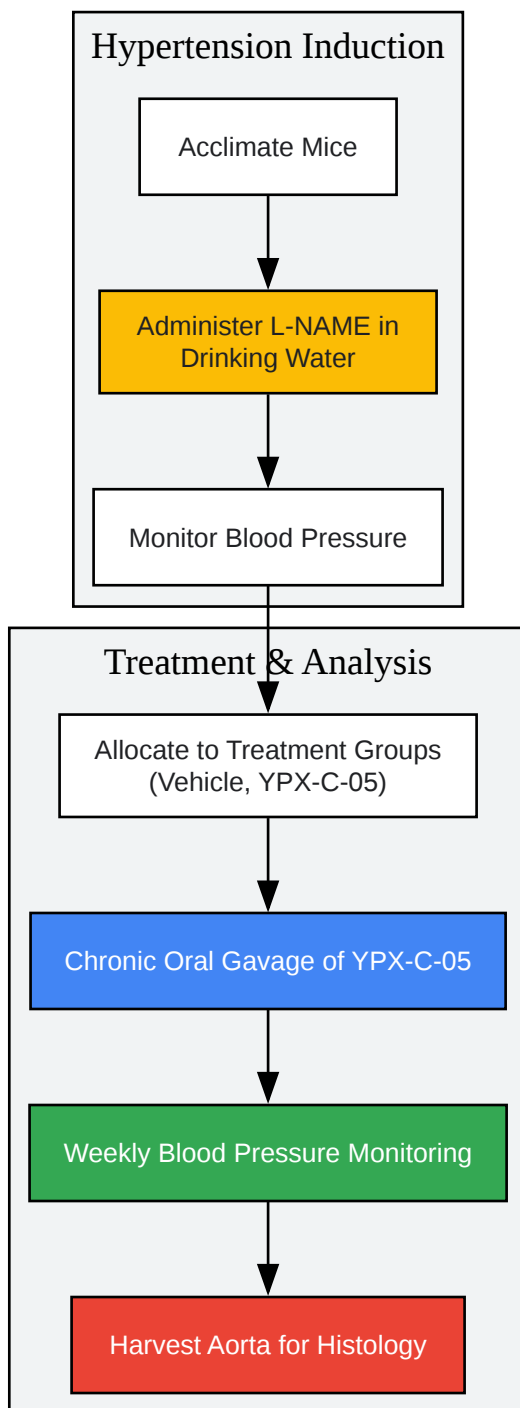 Hypertension Induction
Acclimate Mice
Administer L-NAME in
Drinking Water
Monitor Blood Pressure
Treatment & Analysis
Allocate to Treatment Groups
(Vehicle, YPX-C-05)
Chronic Oral Gavage of YPX-C-05
Weekly Blood Pressure Monitoring
Harvest Aorta for Histology